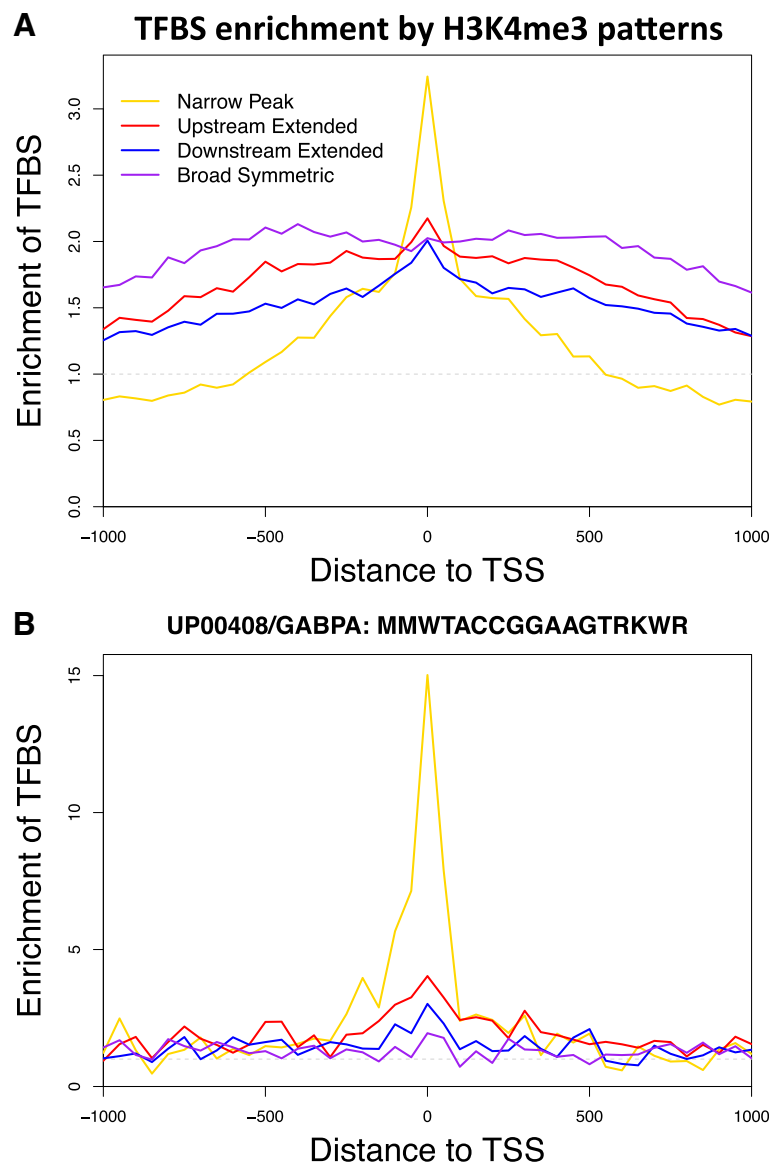 A
TFBS enrichment by H3K4me3 patterns
Enrichment of TFBS
3.0
2.5
2.0
1.5
1.0
0.5
0.0
Narrow Peak
Upstream Extended
Downstream Extended
Broad Symmetric
−1000 −500 0 500 1000
Distance to TSS
B
UP00408/GABPA: MMWTACCGGAAGTRKWR
Enrichment of TFBS
15
10
5
0
−1000 −500 0 500 1000
Distance to TSS